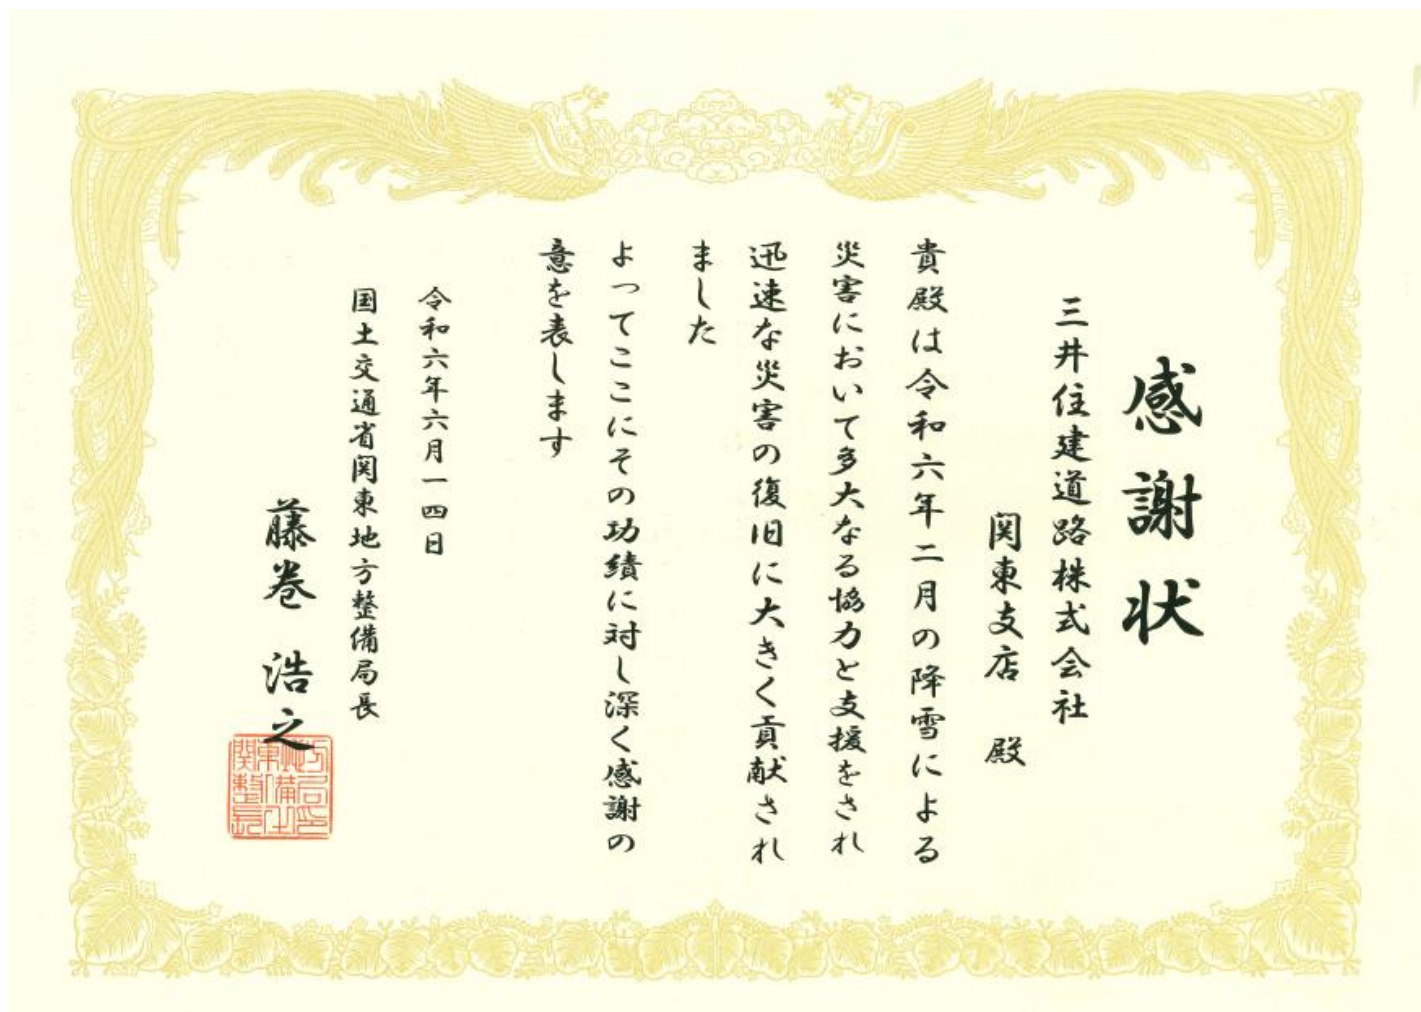 感謝状
三井住建道路株式会社
関東支店 殿
貴殿は令和六年二月の降雪による
災害において多大なる協力と支援をされ
迅速な災害の復旧に大きく貢献され
ました
よってここにその功績に対し深く感謝の
意を表します
令和六年六月一四日
国土交通省関東地方整備局長
藤巻 浩之